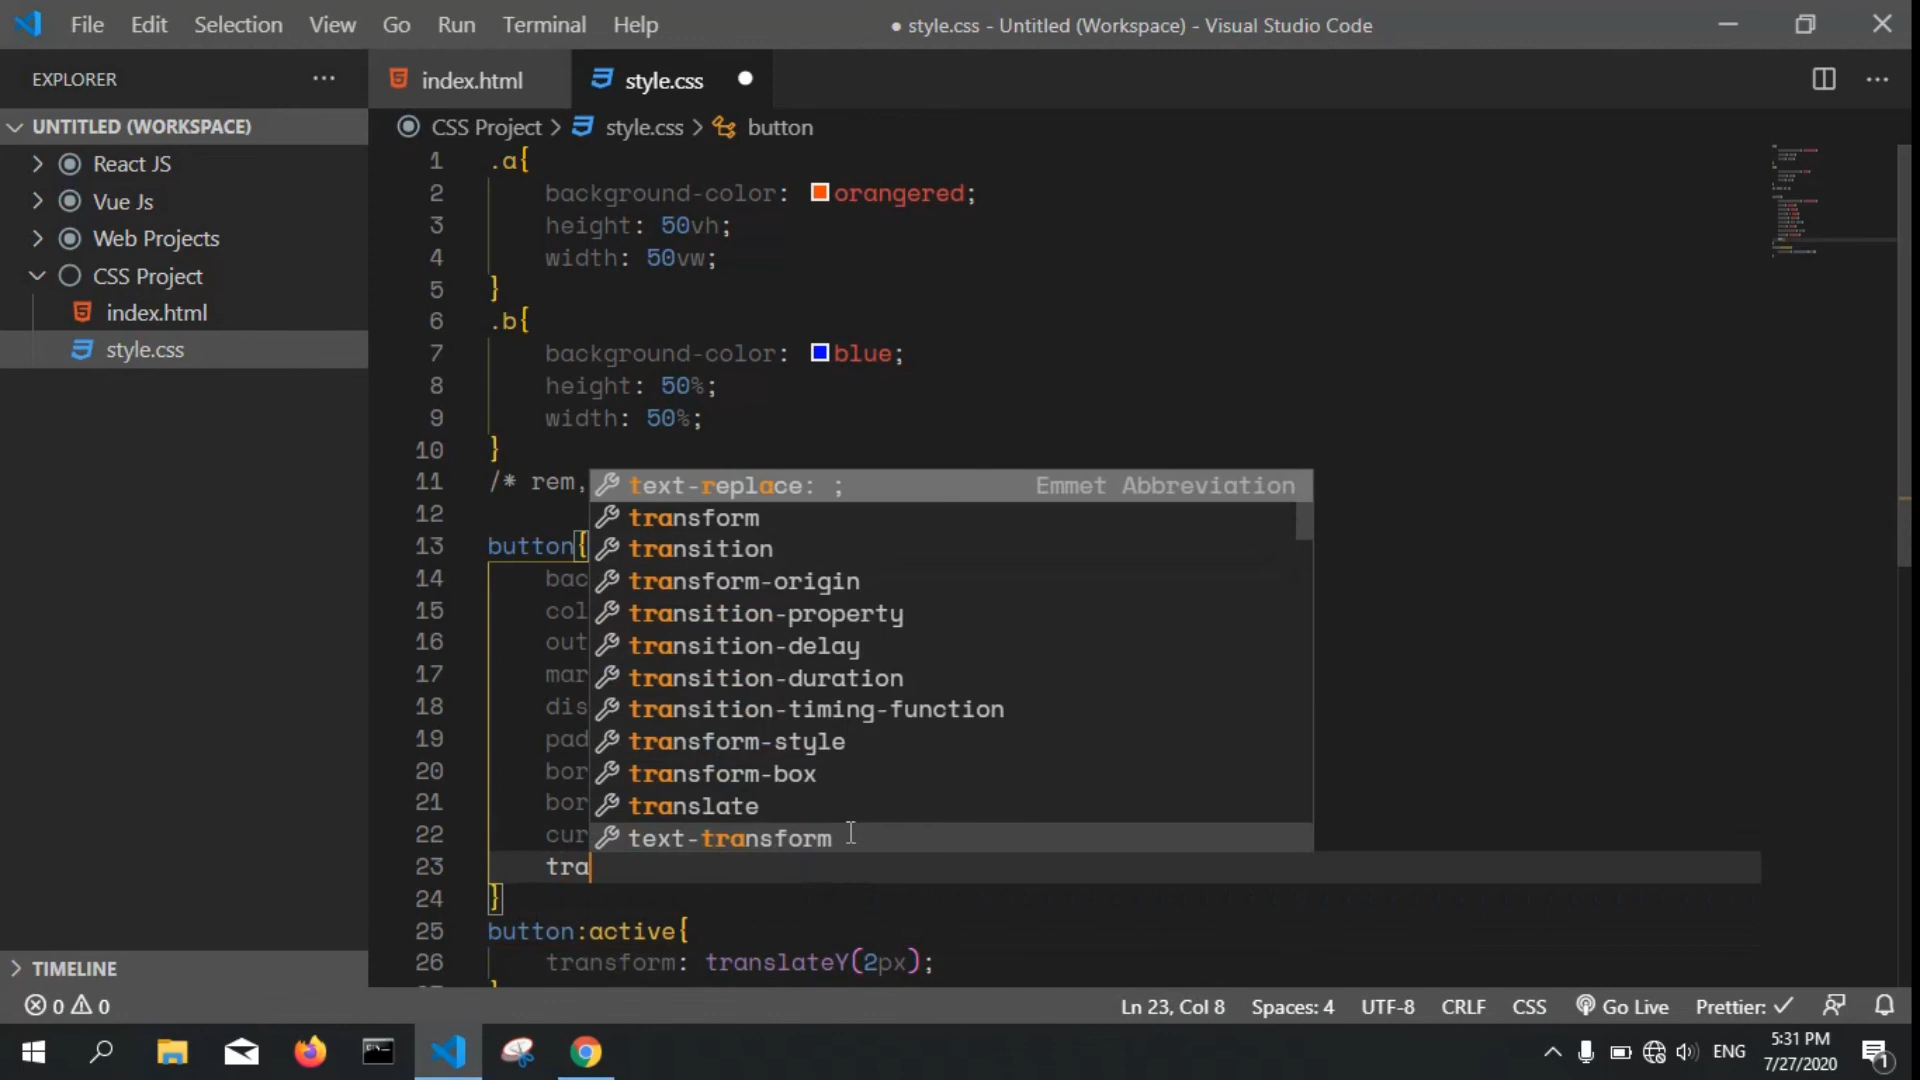 File Edit Selection View Go Run Terminal Help
● style.css - Untitled (Workspace) - Visual Studio Code
EXPLORER
index.html
style.css
UNTITLED (WORKSPACE)
React JS
Vue Js
Web Projects
CSS Project
index.html
style.css
TIMELINE
CSS Project > style.css > button
1 .a{
2 background-color: orangered;
3 height: 50vh;
4 width: 50vw;
5 }
6 .b{
7 background-color: blue;
8 height: 50%;
9 width: 50%;
10 }
11 /* rem,
12
13 button{
14 bac
15 col
16 out
17 mar
18 dis
19 pad
20 bor
21 bor
22 cur
23 tra
24 }
25 button:active{
26 transform: translateY(2px);
text-replace: ; Emmet Abbreviation
transform
transition
transform-origin
transition-property
transition-delay
transition-duration
transition-timing-function
transform-style
transform-box
translate
text-transform
0 0
Ln 23, Col 8 Spaces: 4 UTF-8 CRLF CSS Go Live Prettier: ✓
ENG
5:31 PM
7/27/2020
1